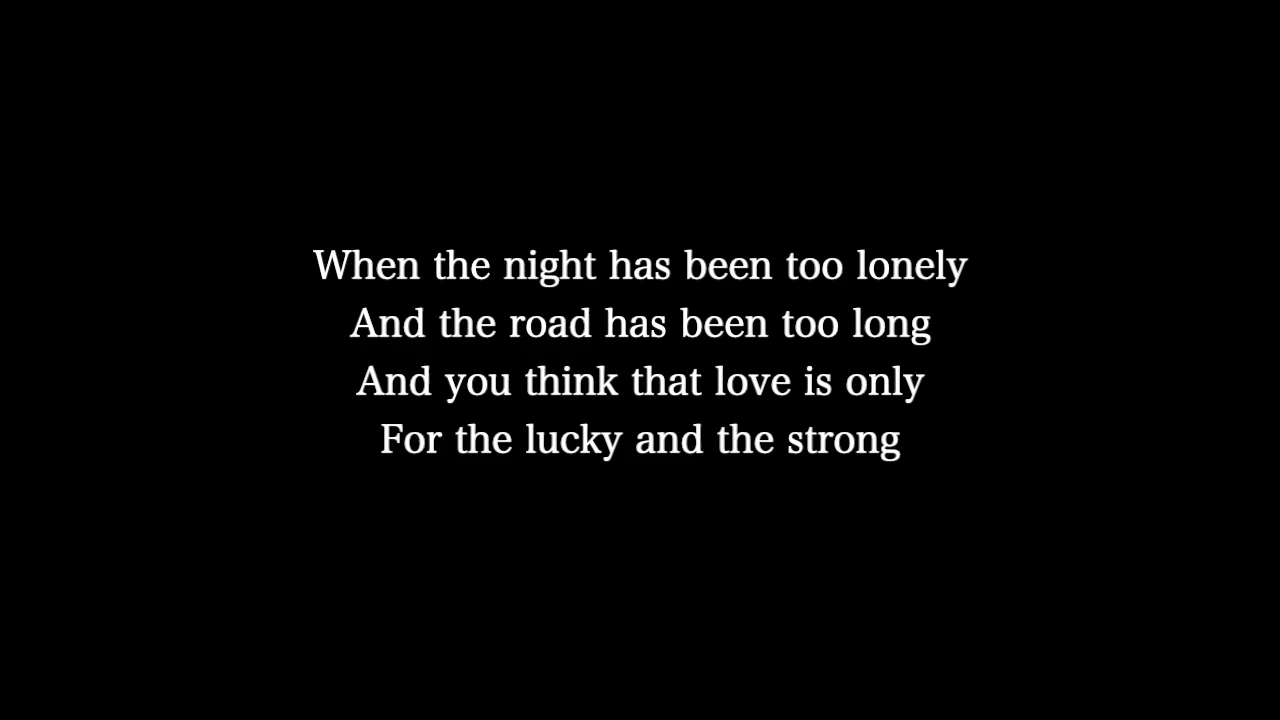 When the night has been too lonely
And the road has been too long
And you think that love is only
For the lucky and the strong